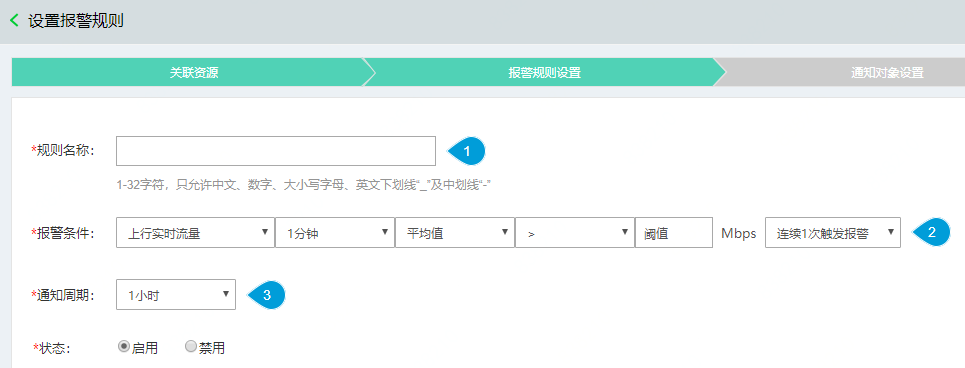 设置报警规则
关联资源 报警规则设置 通知对象设置
*规则名称： 1
1-32字符，只允许中文、数字、大小写字母、英文下划线“_”及中划线“-”
*报警条件： 上行实时流量 1分钟 平均值 > 阈值 Mbps 连续1次触发报警 2
*通知周期： 1小时 3
*状态： 启用 禁用